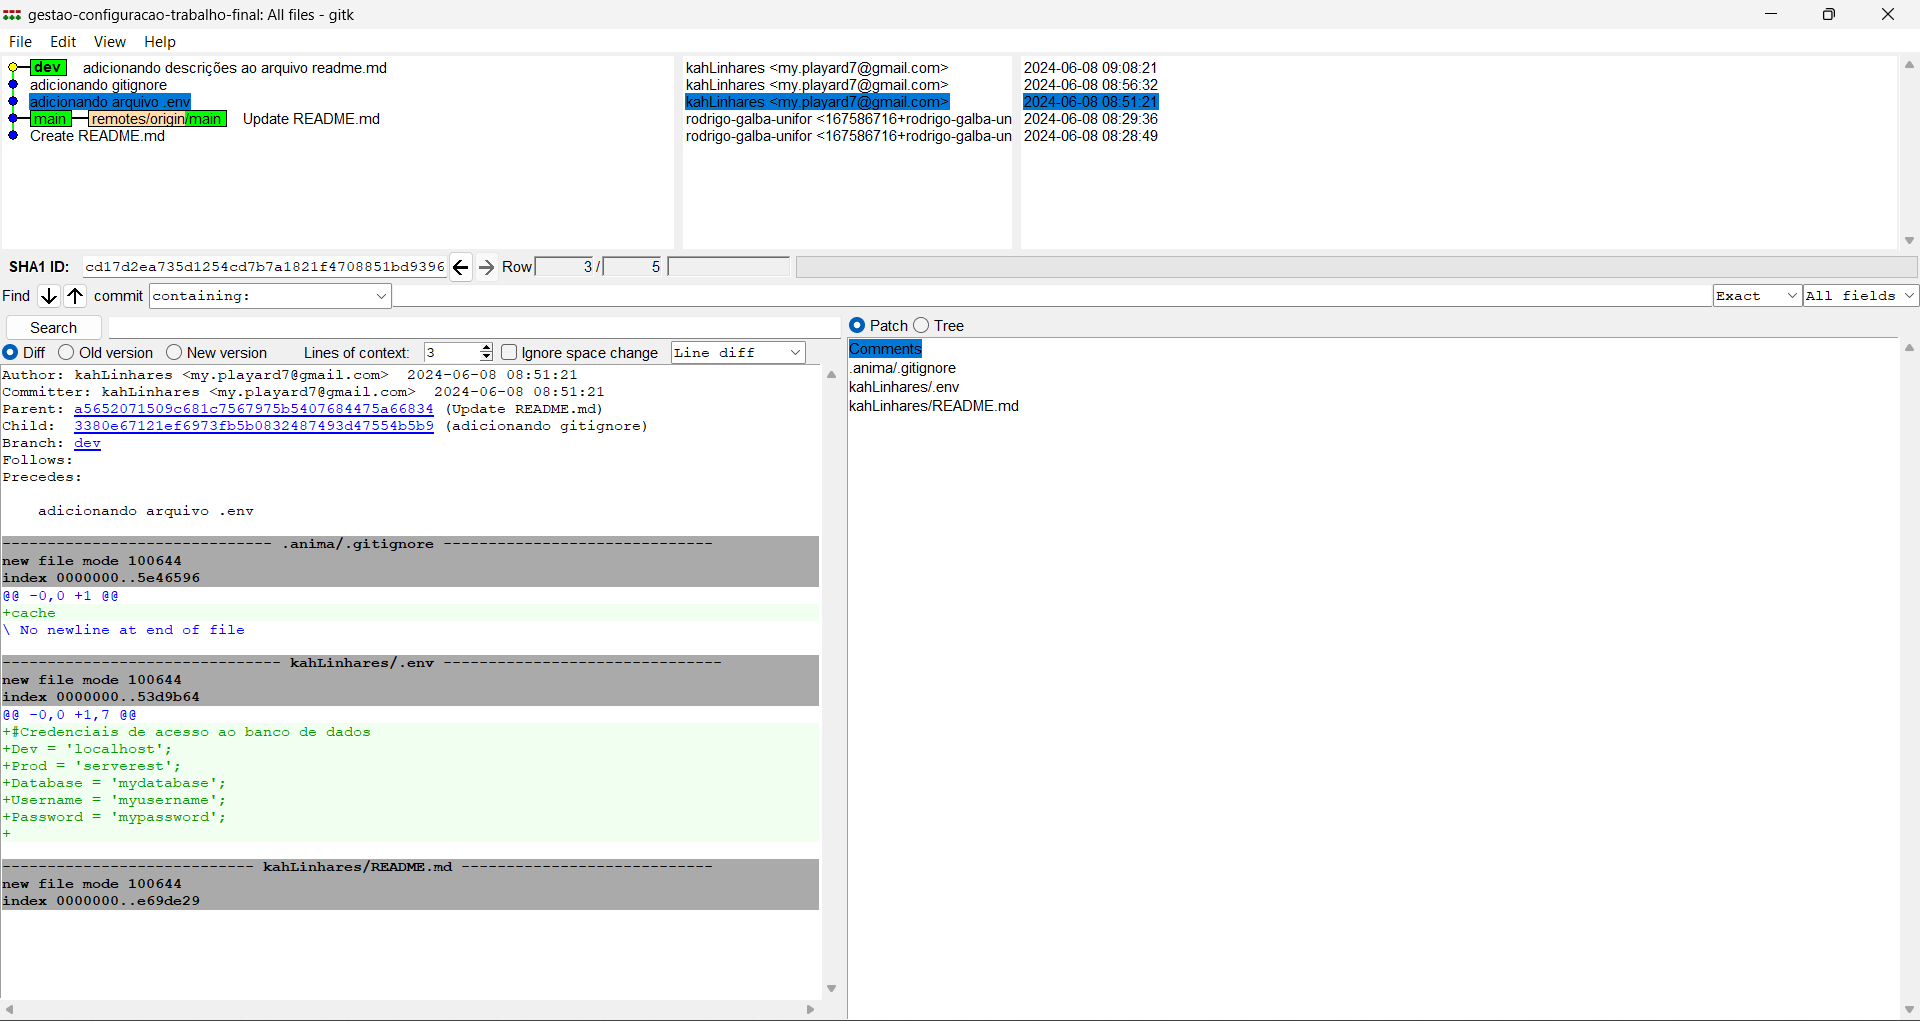 gestao-configuracao-trabalho-final: All files - gitk
File Edit View Help
dev adicionando descrições ao arquivo readme.md kahLinhares <my.playard7@gmail.com> 2024-06-08 09:08:21
adicionando gitignore kahLinhares <my.playard7@gmail.com> 2024-06-08 08:56:32
adicionando arquivo .env kahLinhares <my.playard7@gmail.com> 2024-06-08 08:51:21
main remotes/origin/main Update README.md rodrigo-galba-unifor <167586716+rodrigo-galba-un 2024-06-08 08:29:36
Create README.md rodrigo-galba-unifor <167586716+rodrigo-galba-un 2024-06-08 08:28:49
SHA1 ID: cd17d2ea735d1254cd7b7a1821f4708851bd9396 Row 3 / 5
Find commit containing: Exact All fields
Search
Diff Old version New version Lines of context: 3 Ignore space change Line diff
Author: kahLinhares <my.playard7@gmail.com> 2024-06-08 08:51:21
Committer: kahLinhares <my.playard7@gmail.com> 2024-06-08 08:51:21
Parent: a5652071509c681c7567975b5407684475a66834 (Update README.md)
Child: 3380e67121ef6973fb5b0832487493d47554b5b9 (adicionando gitignore)
Branch: dev
Follows:
Precedes:
adicionando arquivo .env
------------------------------ .anima/.gitignore ------------------------------
new file mode 100644
index 0000000..5e46596
@@ -0,0 +1 @@
+cache
\ No newline at end of file
------------------------------- kahLinhares/.env -------------------------------
new file mode 100644
index 0000000..53d9b64
@@ -0,0 +1,7 @@
+#Credenciais de acesso ao banco de dados
+Dev = 'localhost';
+Prod = 'serverest';
+Database = 'mydatabase';
+Username = 'myusername';
+Password = 'mypassword';
+
---------------------------- kahLinhares/README.md ----------------------------
new file mode 100644
index 0000000..e69de29
Patch Tree
Comments
.anima/.gitignore
kahLinhares/.env
kahLinhares/README.md